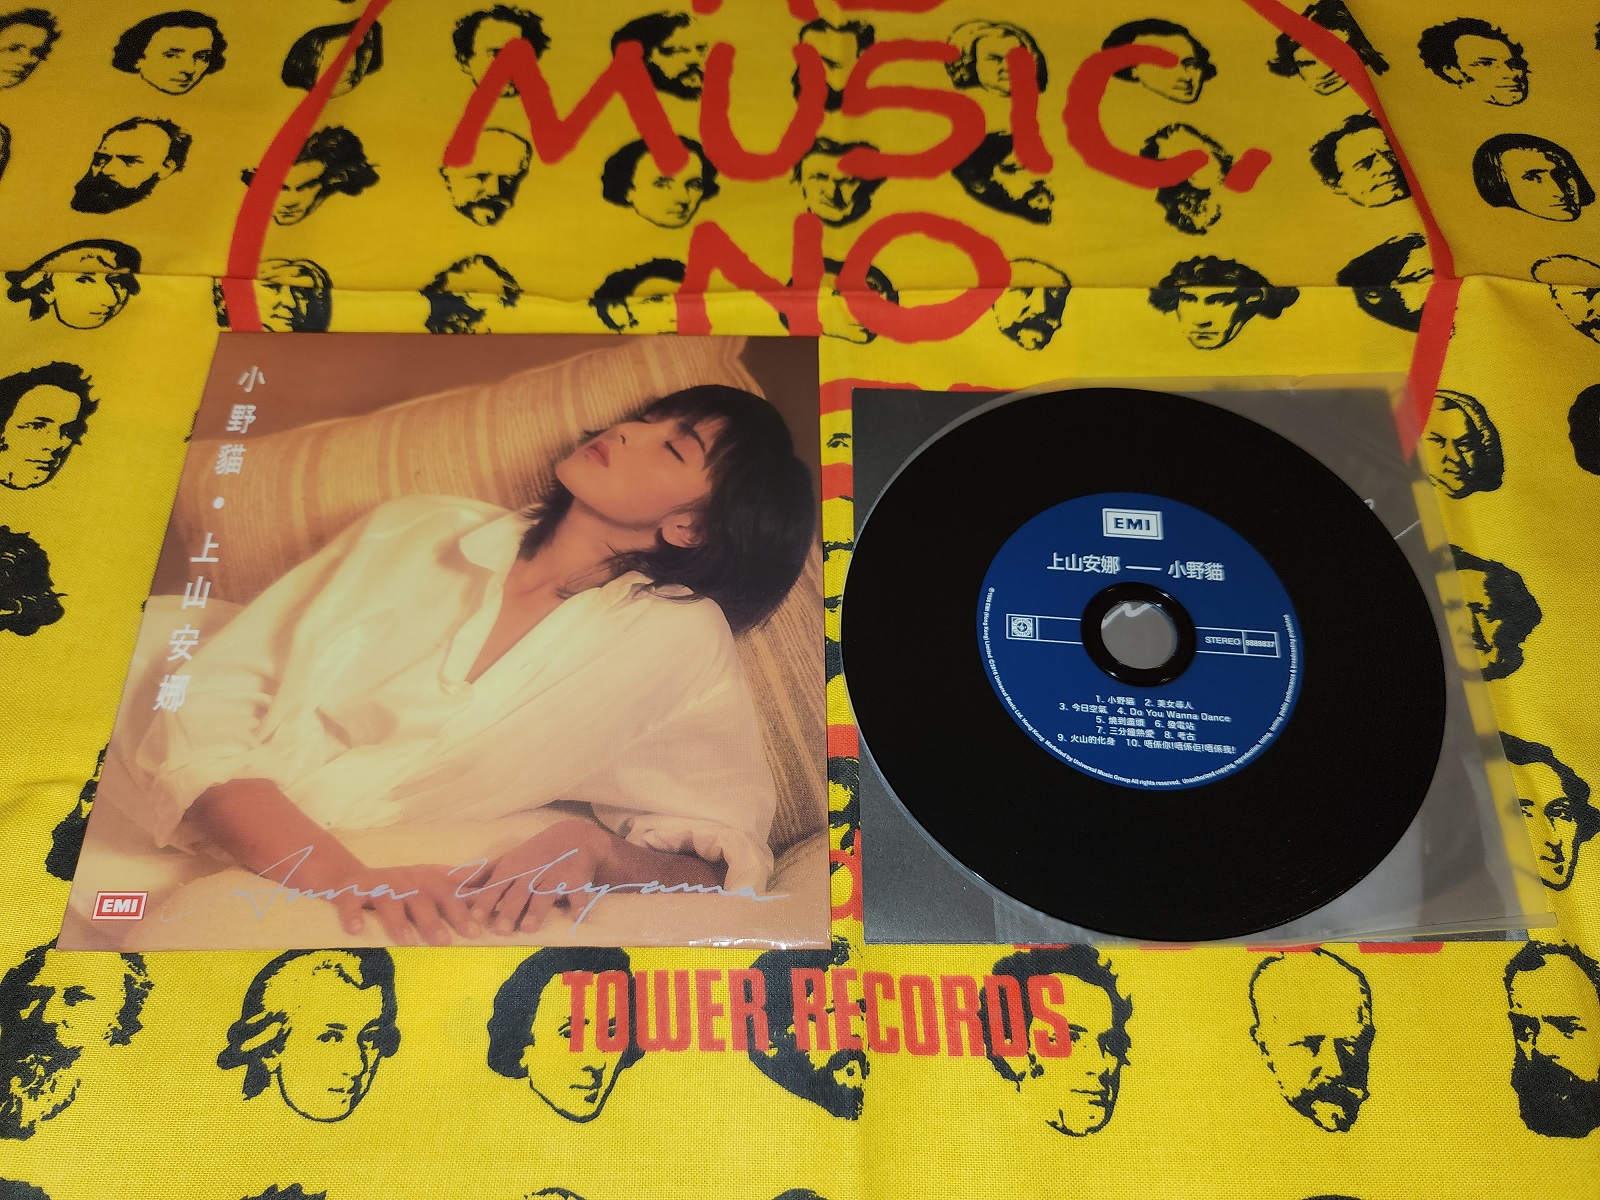 MUSIC,
NO
小野貓•上山安娜
Anna Ueyama
EMI
EMI
上山安娜 — 小野貓
STEREO 8889837
1. 小野貓 2. 美女尋人
3. 今日空氣 4. Do You Wanna Dance
5. 燒到盡頭 6. 發電站
7. 三分鐘熱愛 8. 考古
9. 火山的化身 10. 唔係你!唔係佢!唔係我!
TOWER RECORDS